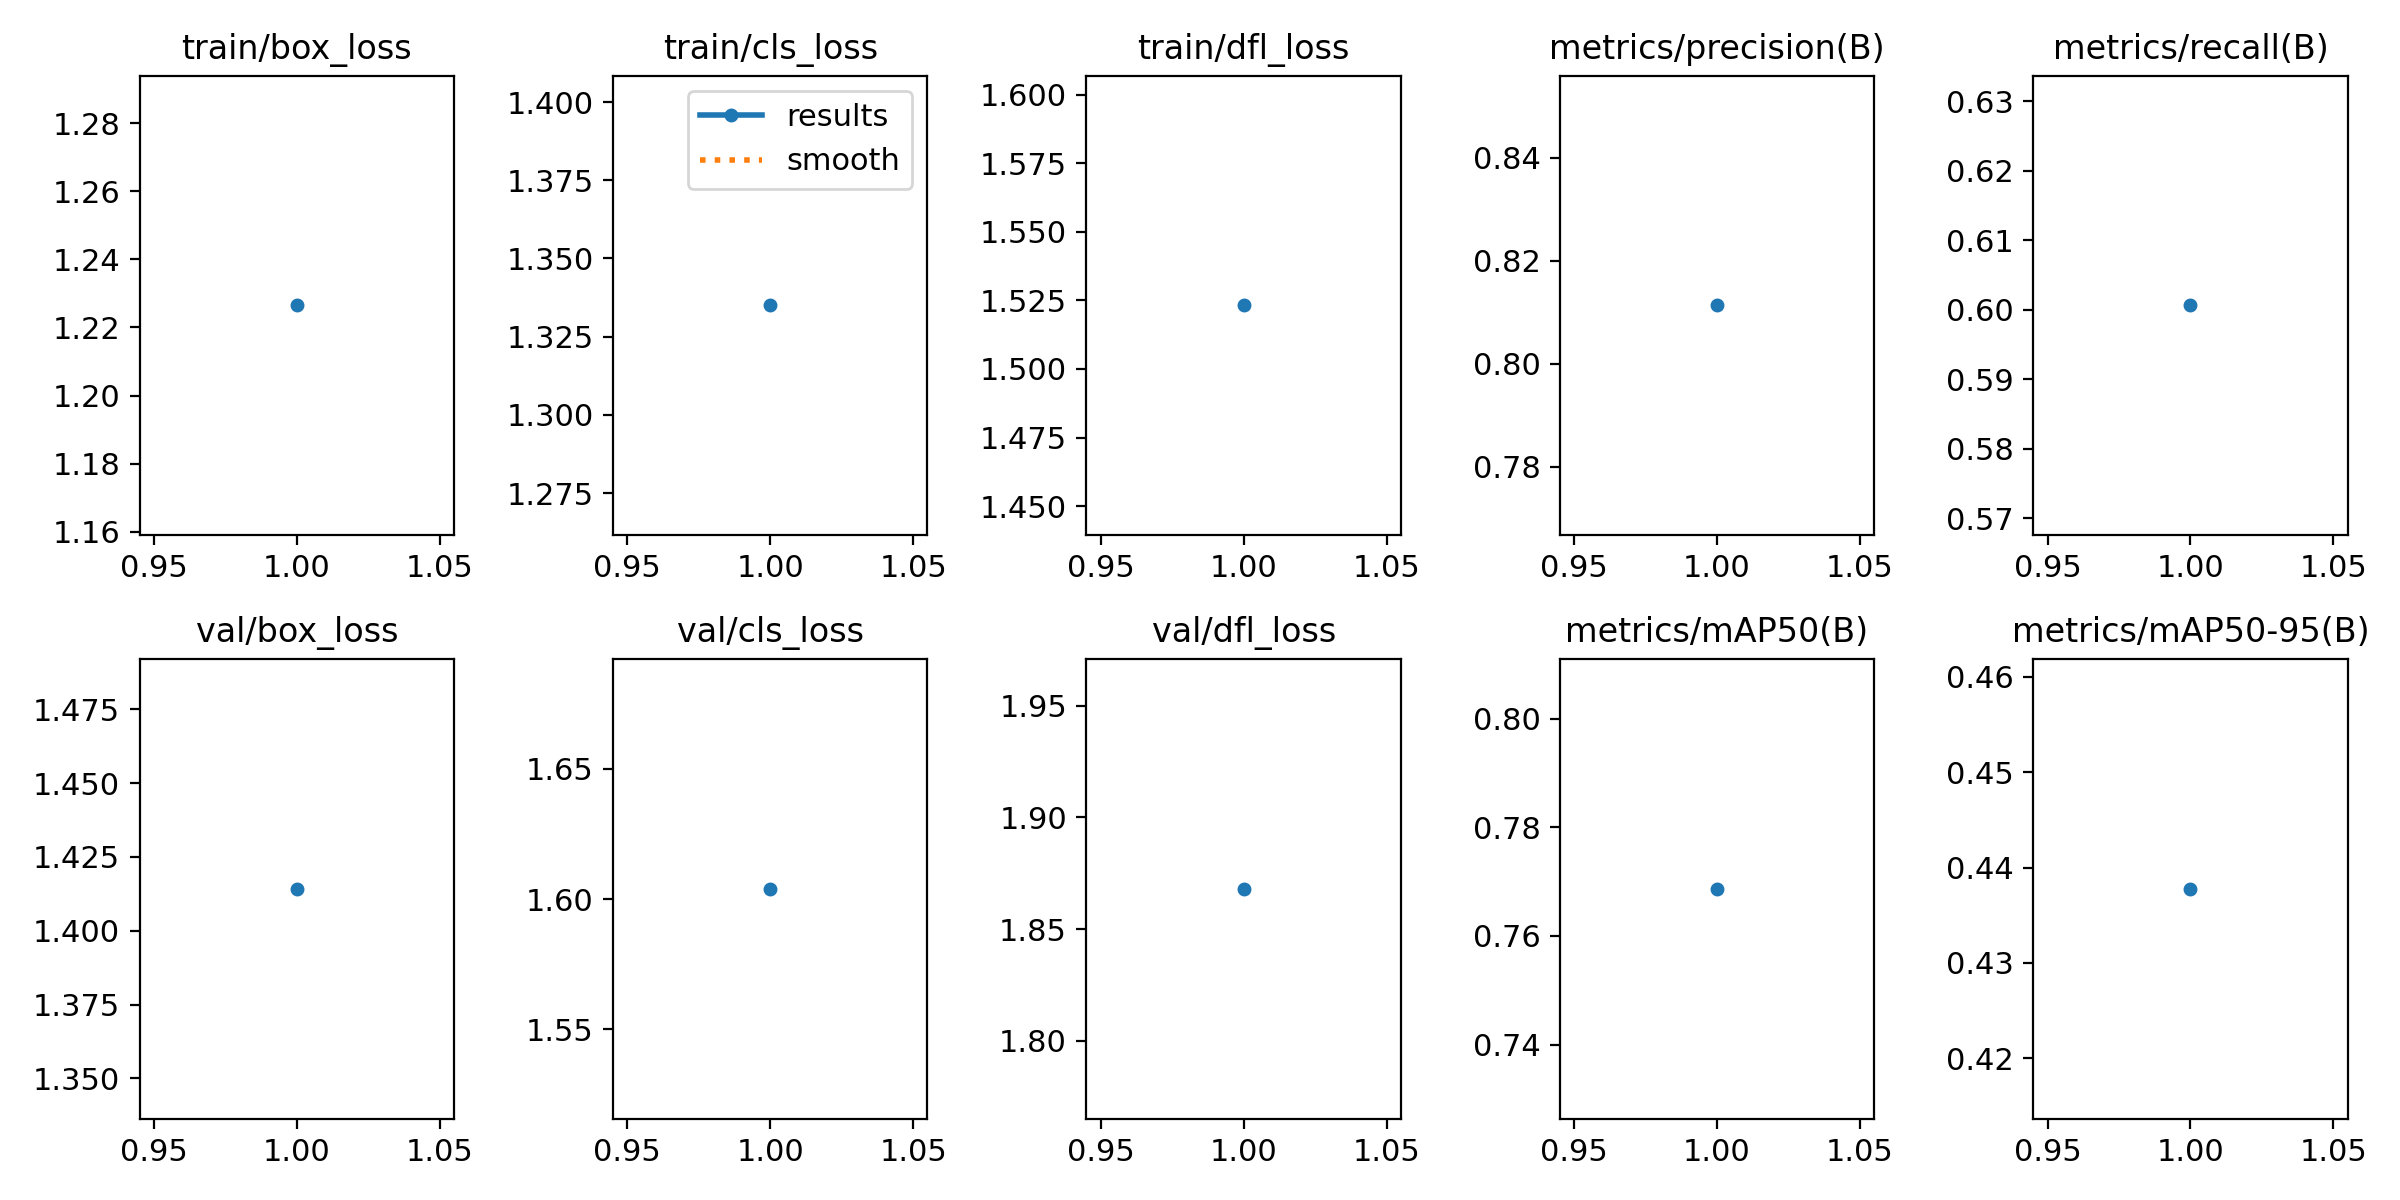 train/box_loss
1.28
1.26
1.24
1.22
1.20
1.18
1.16
0.95 1.00 1.05
train/cls_loss
results
smooth
1.400
1.375
1.350
1.325
1.300
1.275
0.95 1.00 1.05
train/dfl_loss
1.600
1.575
1.550
1.525
1.500
1.475
1.450
0.95 1.00 1.05
metrics/precision(B)
0.84
0.82
0.80
0.78
0.95 1.00 1.05
metrics/recall(B)
0.63
0.62
0.61
0.60
0.59
0.58
0.57
0.95 1.00 1.05
val/box_loss
1.475
1.450
1.425
1.400
1.375
1.350
0.95 1.00 1.05
val/cls_loss
1.65
1.60
1.55
0.95 1.00 1.05
val/dfl_loss
1.95
1.90
1.85
1.80
0.95 1.00 1.05
metrics/mAP50(B)
0.80
0.78
0.76
0.74
0.95 1.00 1.05
metrics/mAP50-95(B)
0.46
0.45
0.44
0.43
0.42
0.95 1.00 1.05